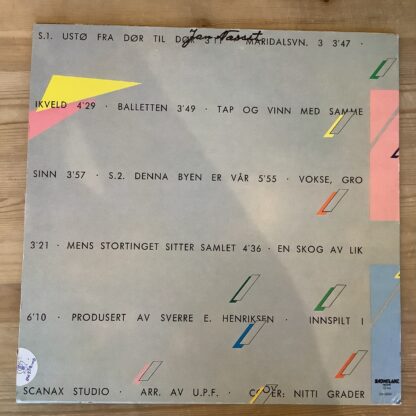 S.1. USTØ FRA DØR TIL DØR 3'11 · MARIDALSVN. 3 3'47 ·
IKVELD 4'29 · BALLETTEN 3'49 · TAP OG VINN MED SAMME
SINN 3'57 · S.2. DENNA BYEN ER VÅR 5'55 · VOKSE, GRO
3'21 · MENS STORTINGET SITTER SAMLET 4'36 · EN SKOG AV LIK
6'10 · PRODUSERT AV SVERRE E. HENRIKSEN · INNSPILT I
SCANAX STUDIO · ARR. AV U.P.F. · COVER: NITTI GRADER